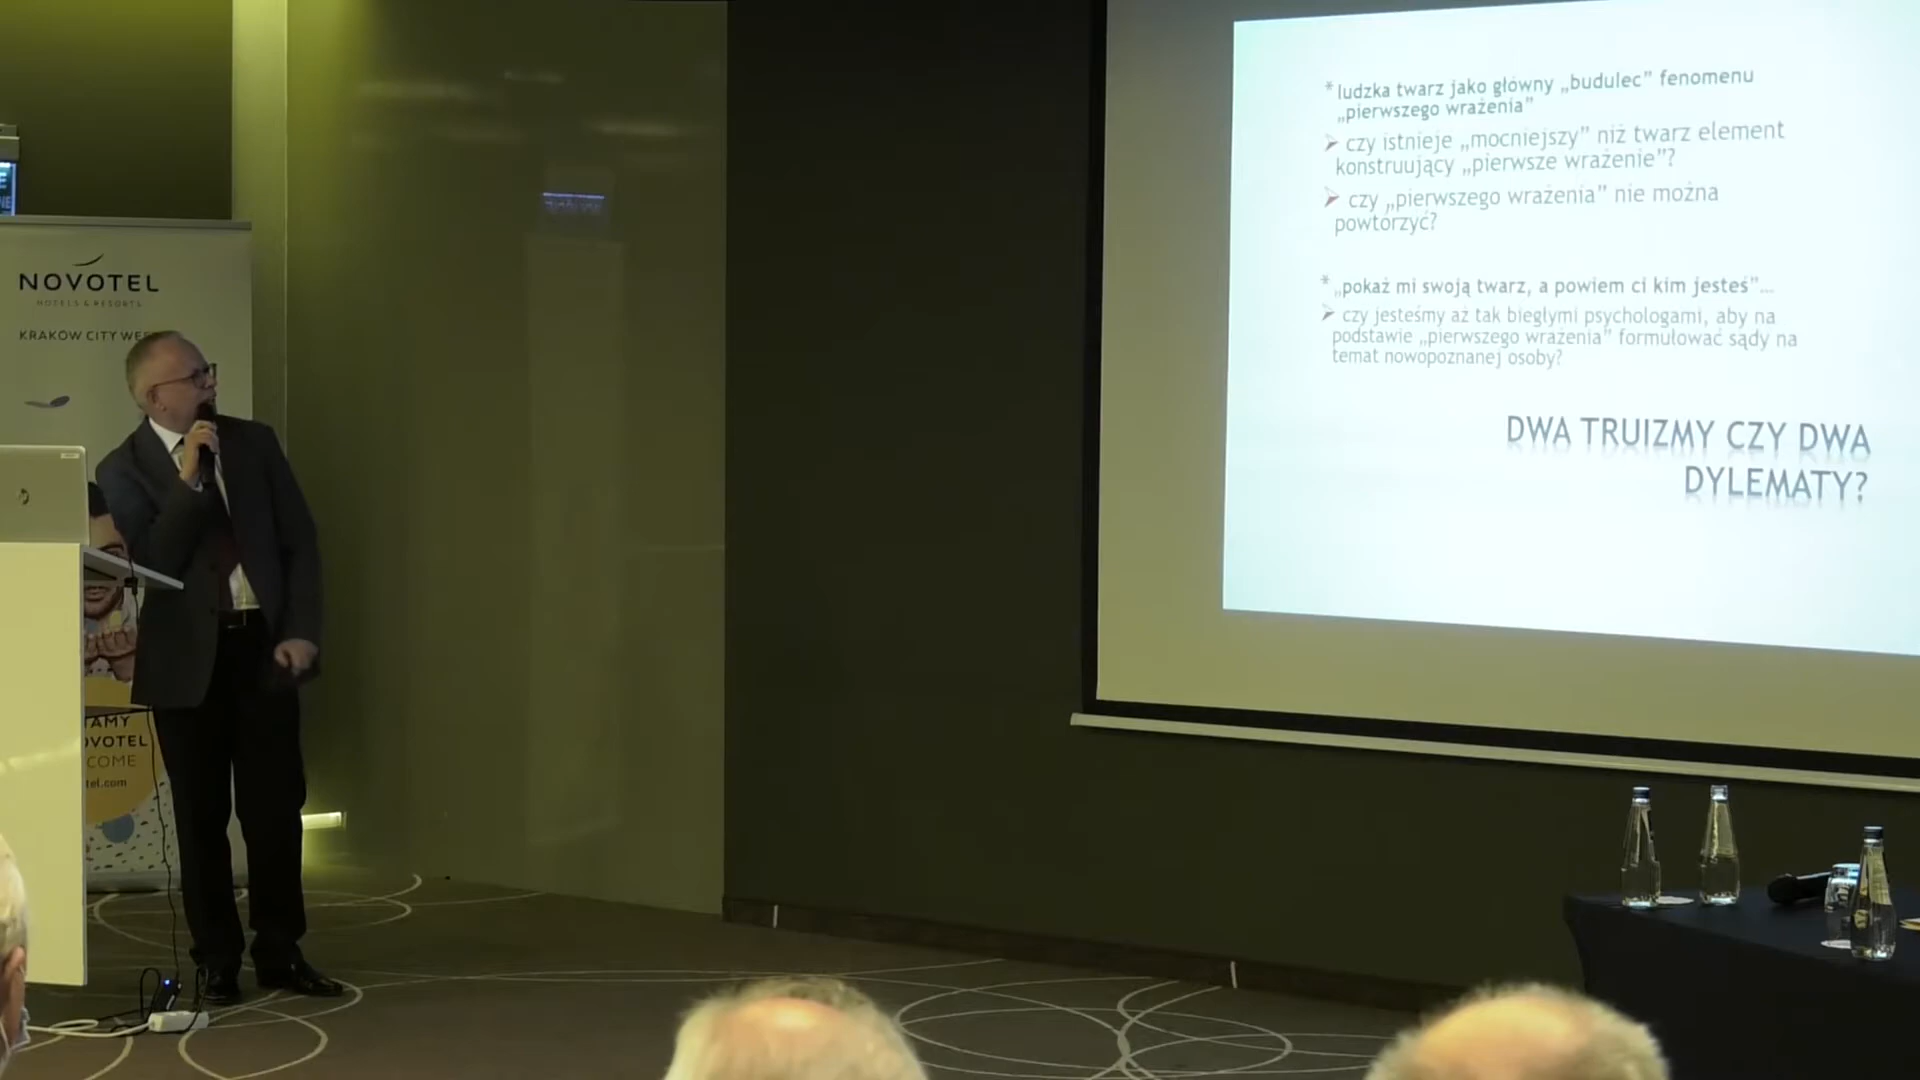 NOVOTEL
HOTELS & RESORTS
KRAKÓW CITY WEST
TAMY
OVOTEL
COME
tel.com
* ludzka twarz jako główny „budulec” fenomenu
„pierwszego wrażenia”
czy istnieje „mocniejszy” niż twarz element
konstruujący „pierwsze wrażenie”?
czy „pierwszego wrażenia” nie można
powtórzyć?
* „pokaż mi swoją twarz, a powiem ci kim jesteś”...
czy jesteśmy aż tak biegłymi psychologami, aby na
podstawie „pierwszego wrażenia” formułować sądy na
temat nowopoznanej osoby?
DWA TRUIZMY CZY DWA
DYLEMATY?